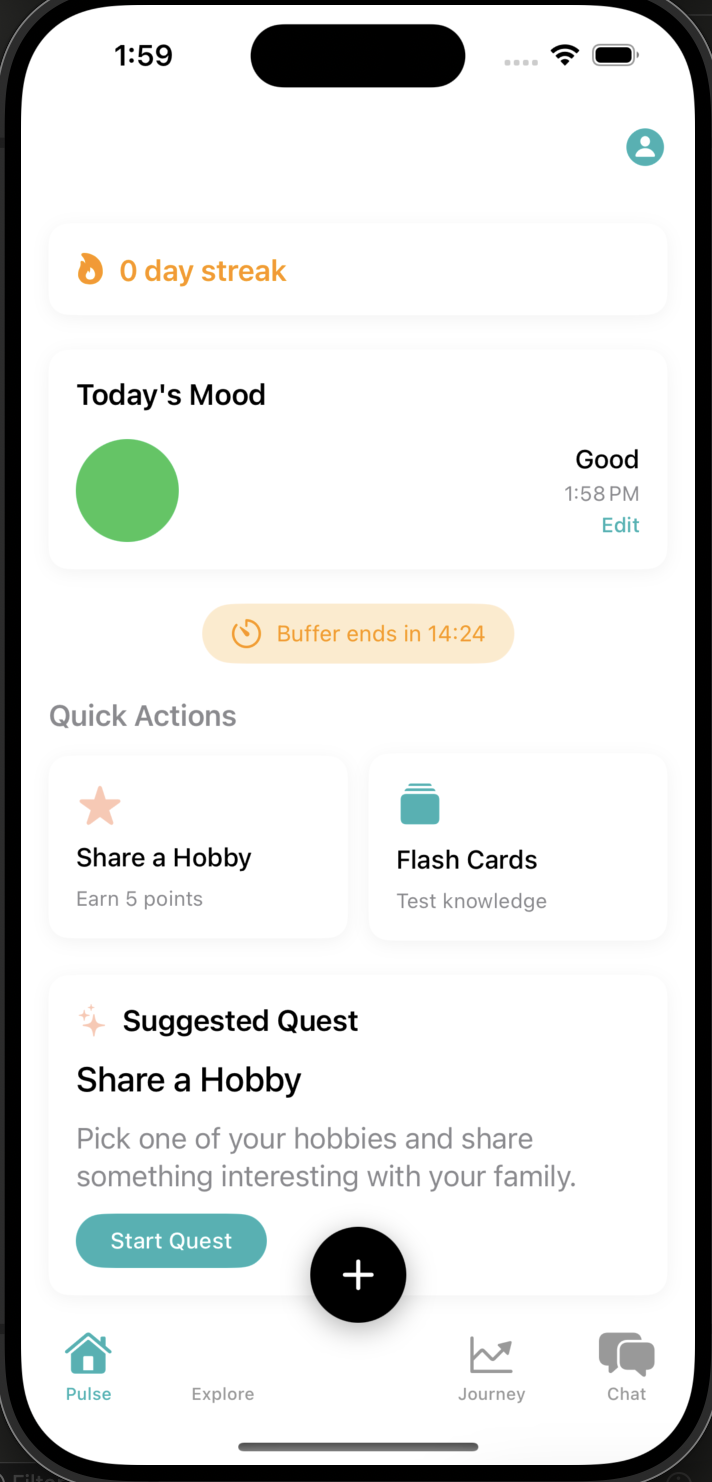 1:59
0 day streak
Today's Mood
Good
1:58 PM
Edit
Buffer ends in 14:24
Quick Actions
Share a Hobby
Earn 5 points
Flash Cards
Test knowledge
Suggested Quest
Share a Hobby
Pick one of your hobbies and share
something interesting with your family.
Start Quest
Pulse
Explore
Journey
Chat